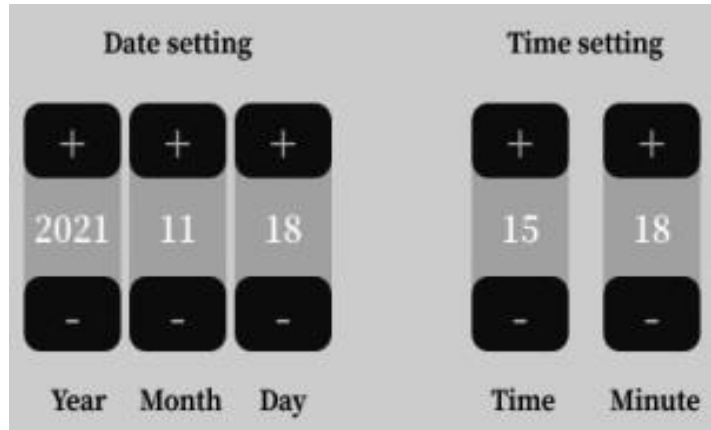 Date setting Time setting
+ + + + +
2021 11 18 15 18
- - - - -
Year Month Day Time Minute